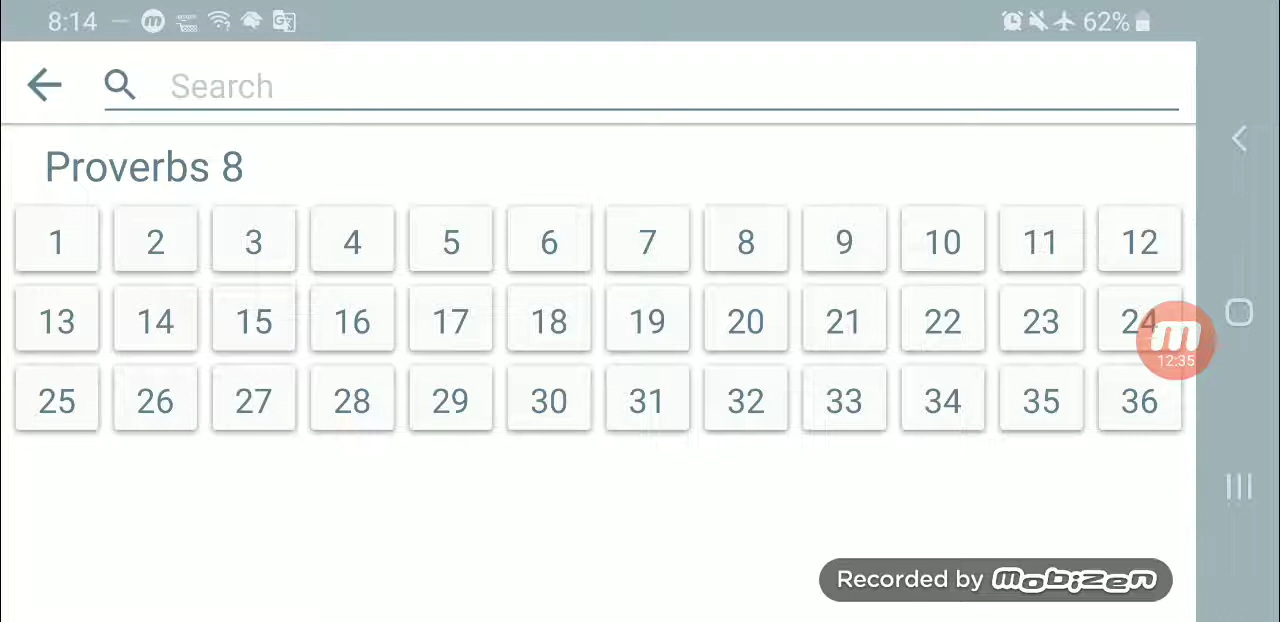 8:14
62%
Search
Proverbs 8
1 2 3 4 5 6 7 8 9 10 11 12
13 14 15 16 17 18 19 20 21 22 23 24
12:35
25 26 27 28 29 30 31 32 33 34 35 36
Recorded by mobizen